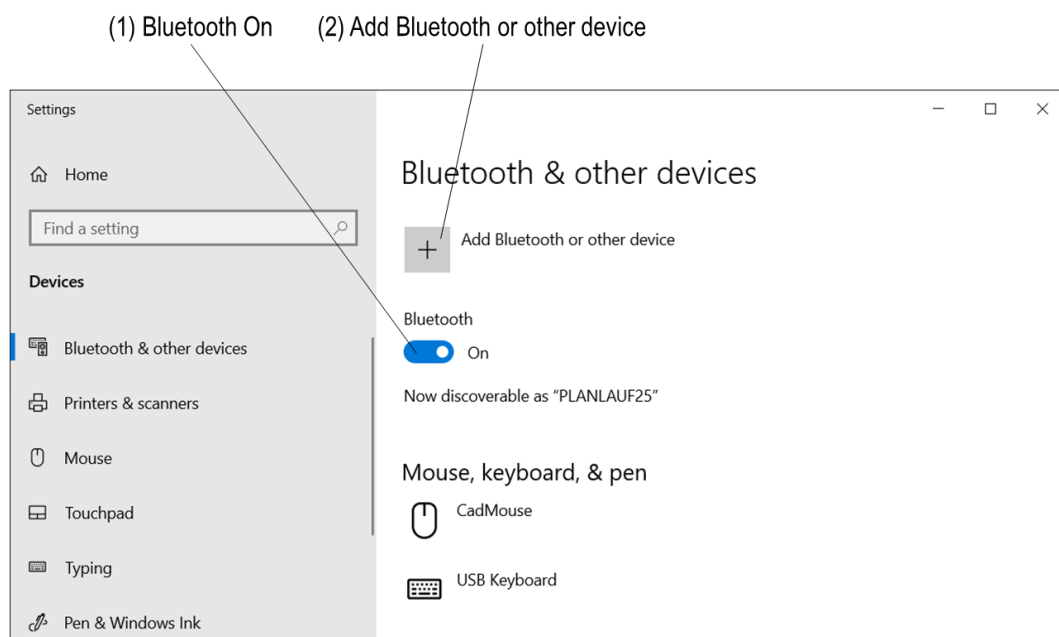 (1) Bluetooth On
(2) Add Bluetooth or other device
Settings
Home
Find a setting
Devices
Bluetooth & other devices
Printers & scanners
Mouse
Touchpad
Typing
Pen & Windows Ink
Bluetooth & other devices
Add Bluetooth or other device
Bluetooth
On
Now discoverable as “PLANLAUF25”
Mouse, keyboard, & pen
CadMouse
USB Keyboard